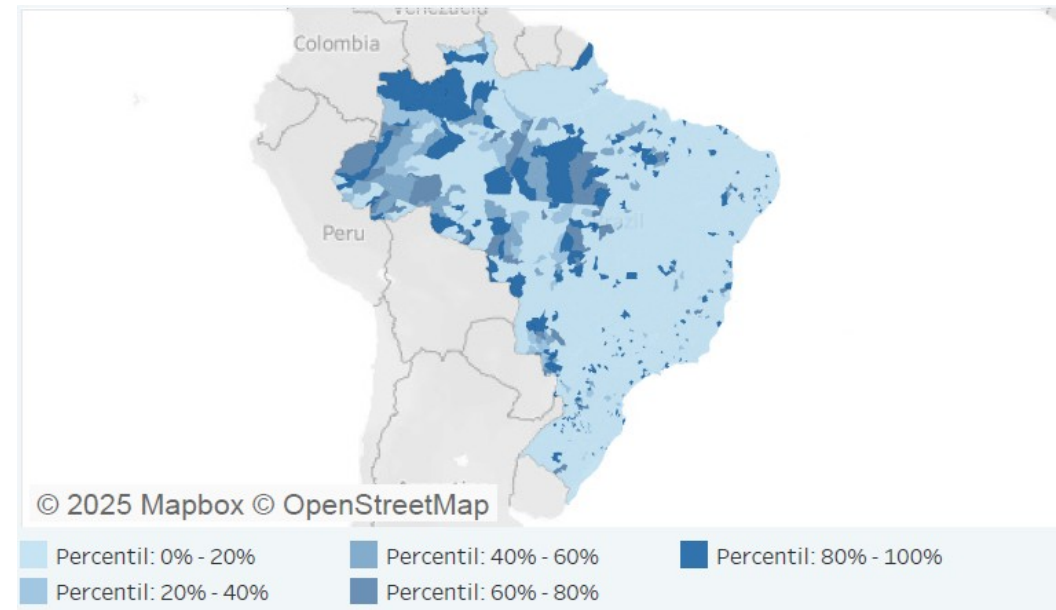 Colombia
Peru
© 2025 Mapbox © OpenStreetMap
Percentil: 0% - 20%
Percentil: 40% - 60%
Percentil: 80% - 100%
Percentil: 20% - 40%
Percentil: 60% - 80%